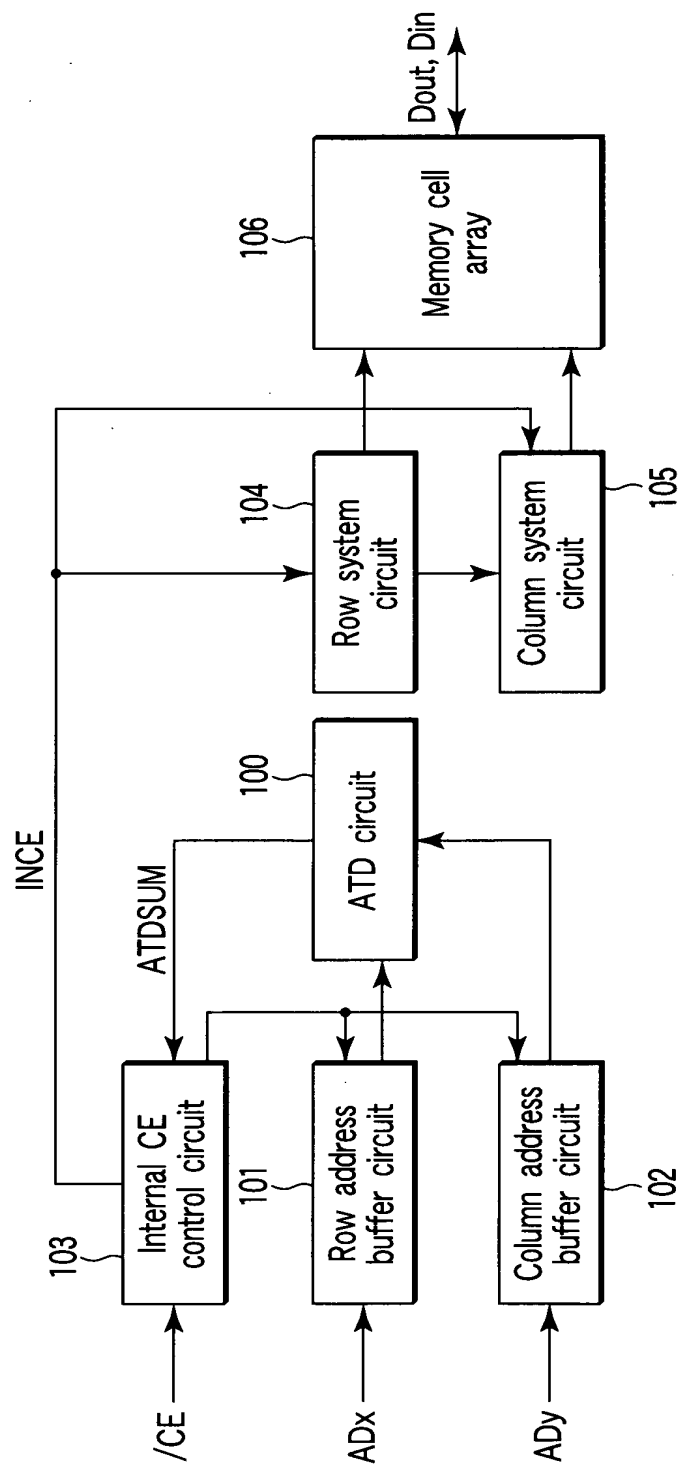 INCE
ATDSUM
/CE
103
Internal CE
control circuit
ADx
101
Row address
buffer circuit
ADy
Column address
buffer circuit
102
100
ATD circuit
104
Row system
circuit
Column system
circuit
105
106
Memory cell
array
Dout, Din